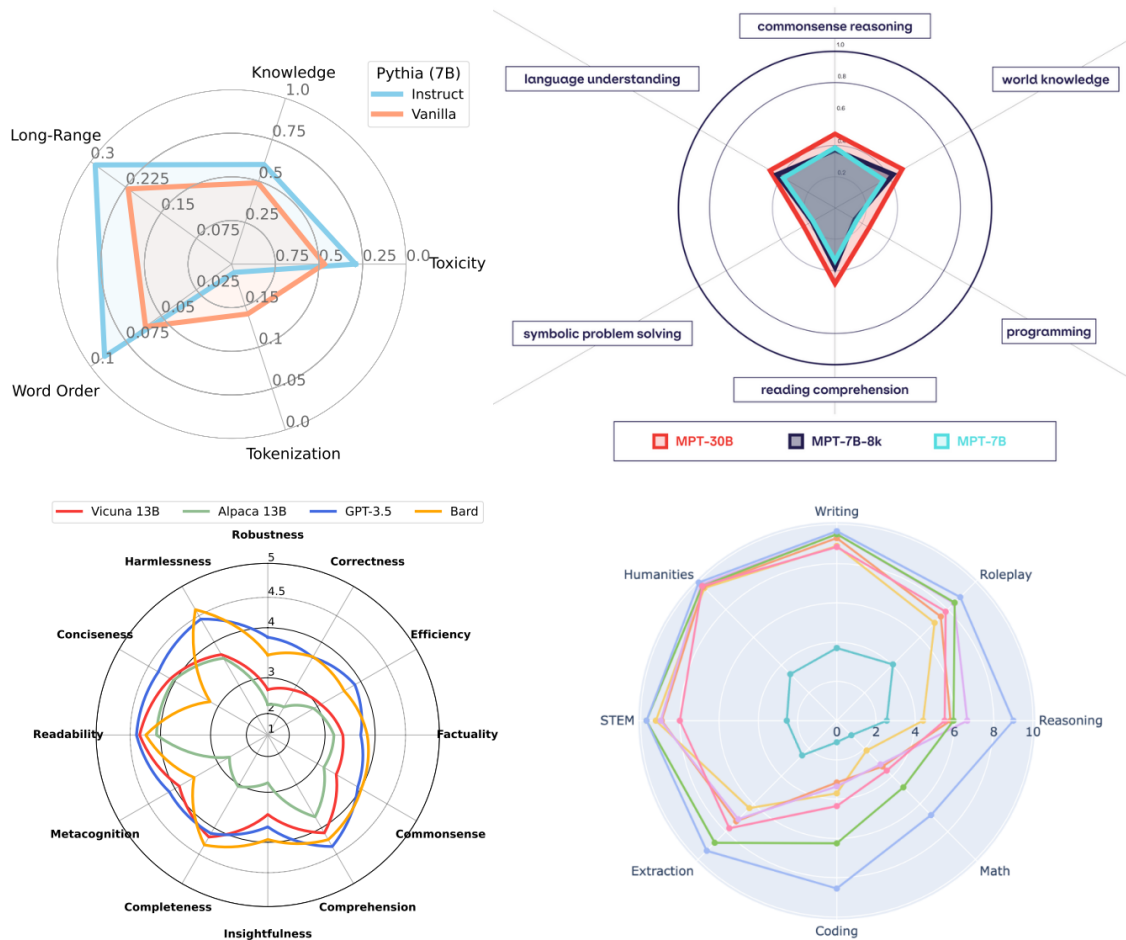 Knowledge
1.0
0.75
0.5
0.25
Pythia (7B)
Instruct
Vanilla
Long-Range
0.3
0.225
0.15
0.075
0.75
0.5
0.25
0.0
Toxicity
0.025
0.05
0.075
0.1
Word Order
0.15
0.1
0.05
0.0
Tokenization
commonsense reasoning
1.0
0.8
0.6
0.2
language understanding
world knowledge
symbolic problem solving
programming
reading comprehension
MPT-30B
MPT-7B-8k
MPT-7B
Vicuna 13B
Alpaca 13B
GPT-3.5
Bard
Robustness
Harmlessness
Correctness
Conciseness
Efficiency
Readability
Factuality
Metacognition
Commonsense
Completeness
Comprehension
Insightfulness
5
4.5
4
3
2
1
Writing
Humanities
Roleplay
STEM
0
2
4
6
8
10
Reasoning
Extraction
Math
Coding